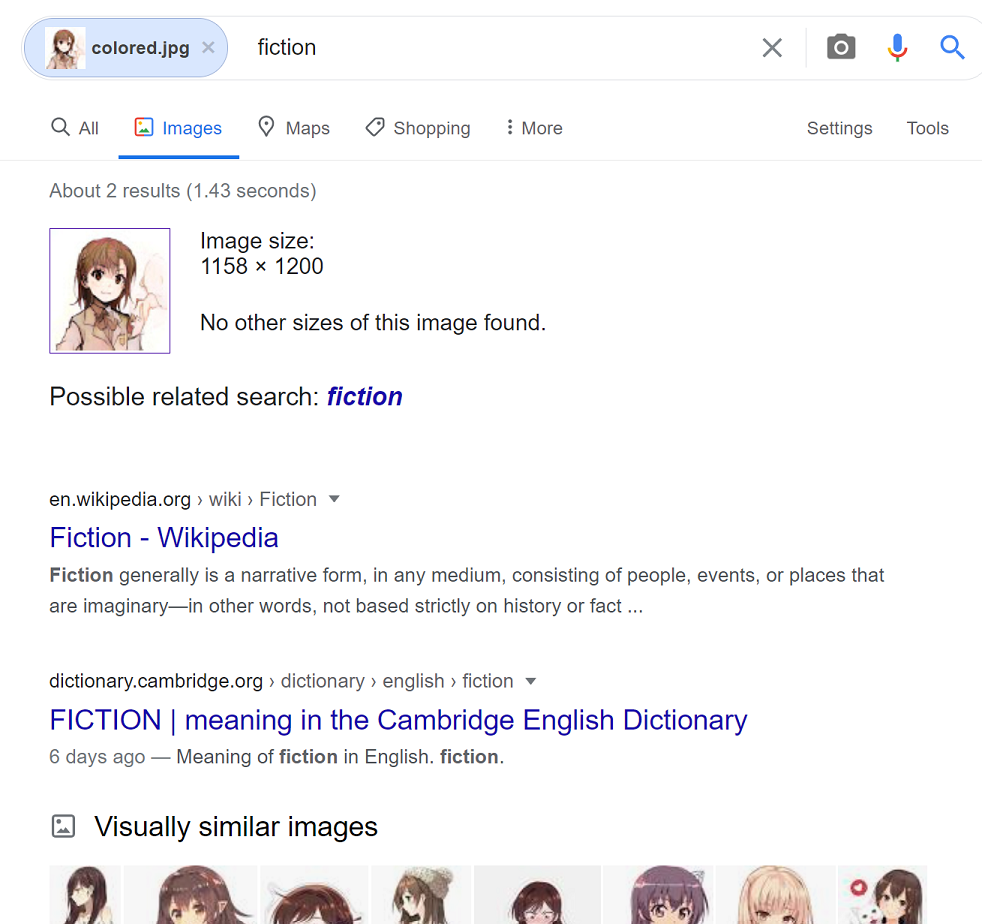 colored.jpg × fiction
All Images Maps Shopping More Settings Tools
About 2 results (1.43 seconds)
Image size:
1158 × 1200
No other sizes of this image found.
Possible related search: fiction
en.wikipedia.org › wiki › Fiction
Fiction - Wikipedia
Fiction generally is a narrative form, in any medium, consisting of people, events, or places that
are imaginary—in other words, not based strictly on history or fact ...
dictionary.cambridge.org › dictionary › english › fiction
FICTION | meaning in the Cambridge English Dictionary
6 days ago — Meaning of fiction in English. fiction.
Visually similar images